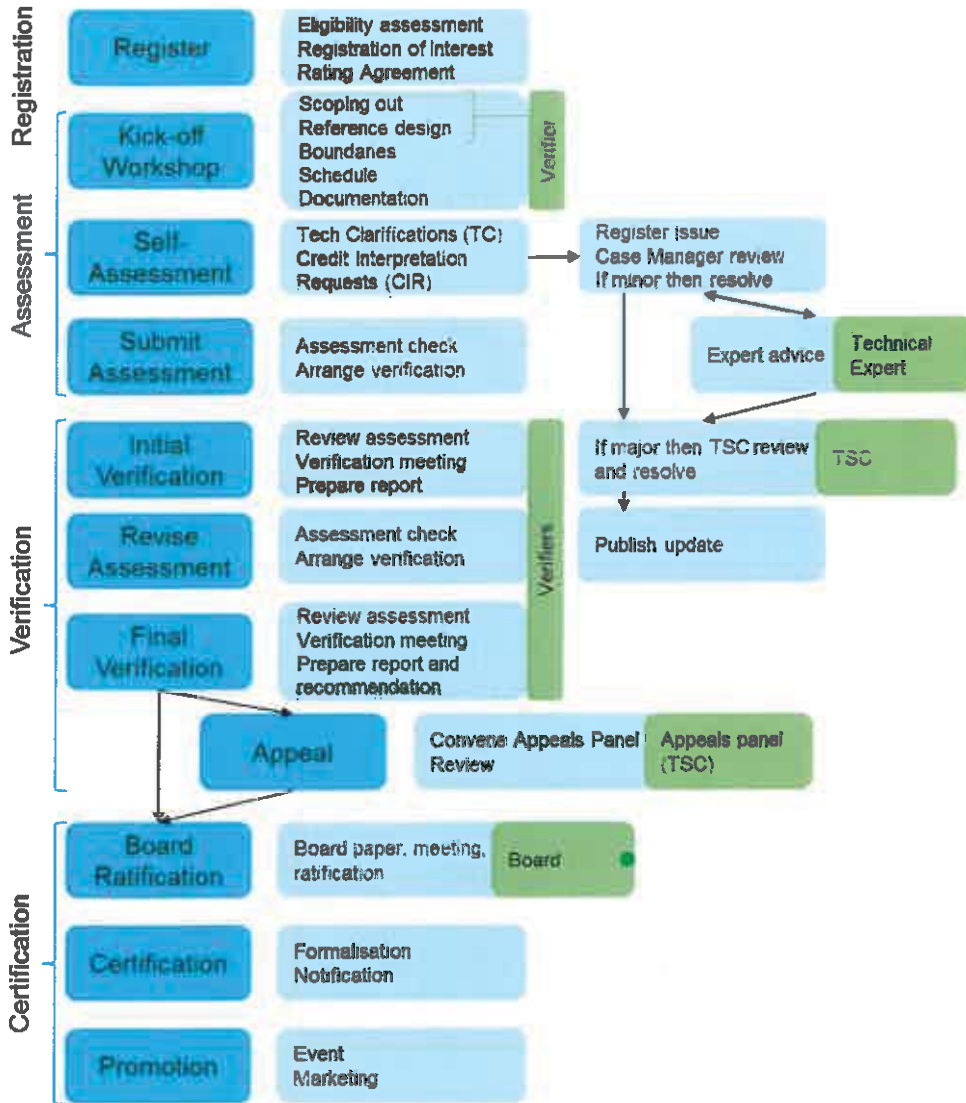 Registration
Register
Eligibility assessment
Registration of Interest
Rating Agreement
Kick-off
Workshop
Scoping out
Reference design
Boundaries
Schedule
Documentation
Verifier
Assessment
Self-
Assessment
Tech Clarifications (TC)
Credit Interpretation
Requests (CIR)
Register issue
Case Manager review
If minor then resolve
Submit
Assessment
Assessment check
Arrange verification
Expert advice
Technical
Expert
Verification
Initial
Verification
Review assessment
Verification meeting
Prepare report
If major then TSC review
and resolve
TSC
Verifiers
Revise
Assessment
Assessment check
Arrange verification
Publish update
Final
Verification
Review assessment
Verification meeting
Prepare report and
recommendation
Appeal
Convene Appeals Panel
Review
Appeals panel
(TSC)
Certification
Board
Ratification
Board paper, meeting,
ratification
Board
Certification
Formalisation
Notification
Promotion
Event
Marketing